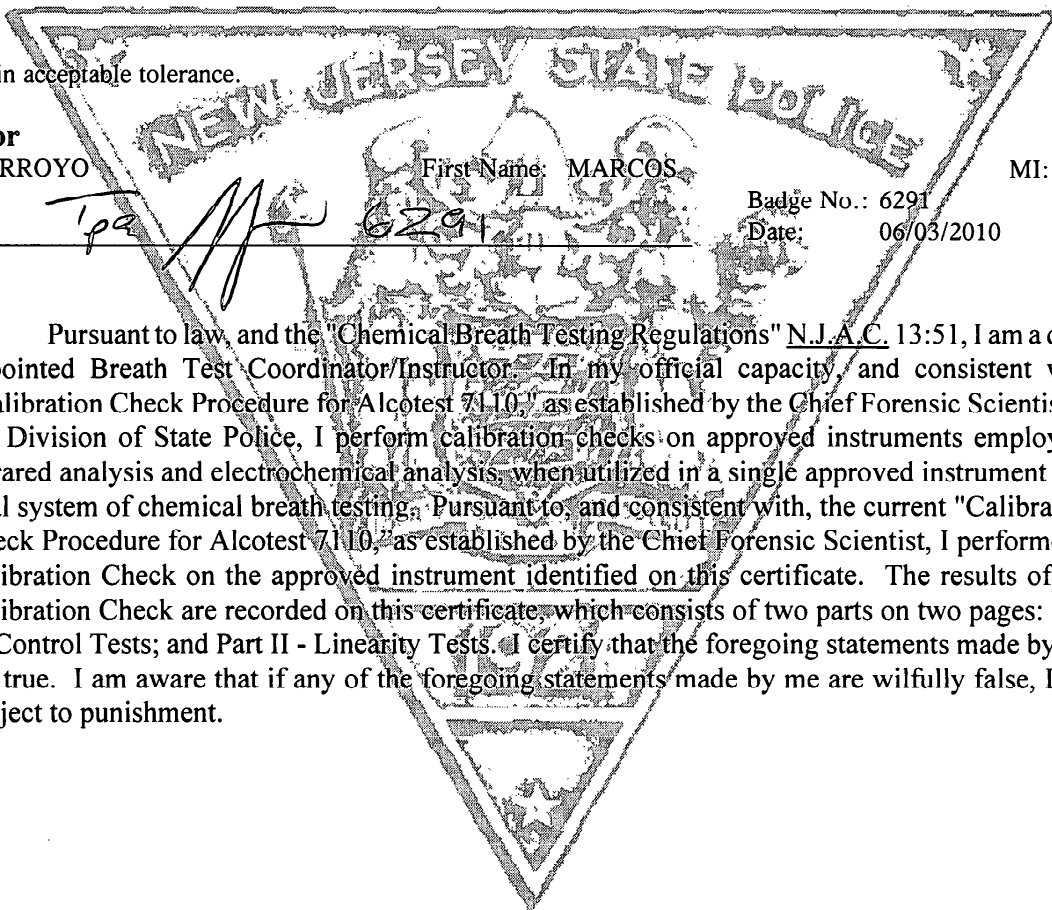 NEW JERSEY STATE POLICE
in acceptable tolerance.
or
RROYO First Name: MARCOS MI:
Tpr 6291 Badge No.: 6291
Date: 06/03/2010
Pursuant to law, and the "Chemical Breath Testing Regulations" N.J.A.C. 13:51, I am a d
pointed Breath Test Coordinator/Instructor. In my official capacity, and consistent w
alibration Check Procedure for Alcotest 7110," as established by the Chief Forensic Scientis
Division of State Police, I perform calibration checks on approved instruments employ
rared analysis and electrochemical analysis, when utilized in a single approved instrument
al system of chemical breath testing. Pursuant to, and consistent with, the current "Calibra
eck Procedure for Alcotest 7110," as established by the Chief Forensic Scientist, I perform
ibration Check on the approved instrument identified on this certificate. The results of
ibration Check are recorded on this certificate, which consists of two parts on two pages:
Control Tests; and Part II - Linearity Tests. I certify that the foregoing statements made by
true. I am aware that if any of the foregoing statements made by me are wilfully false, I
ject to punishment.
1921